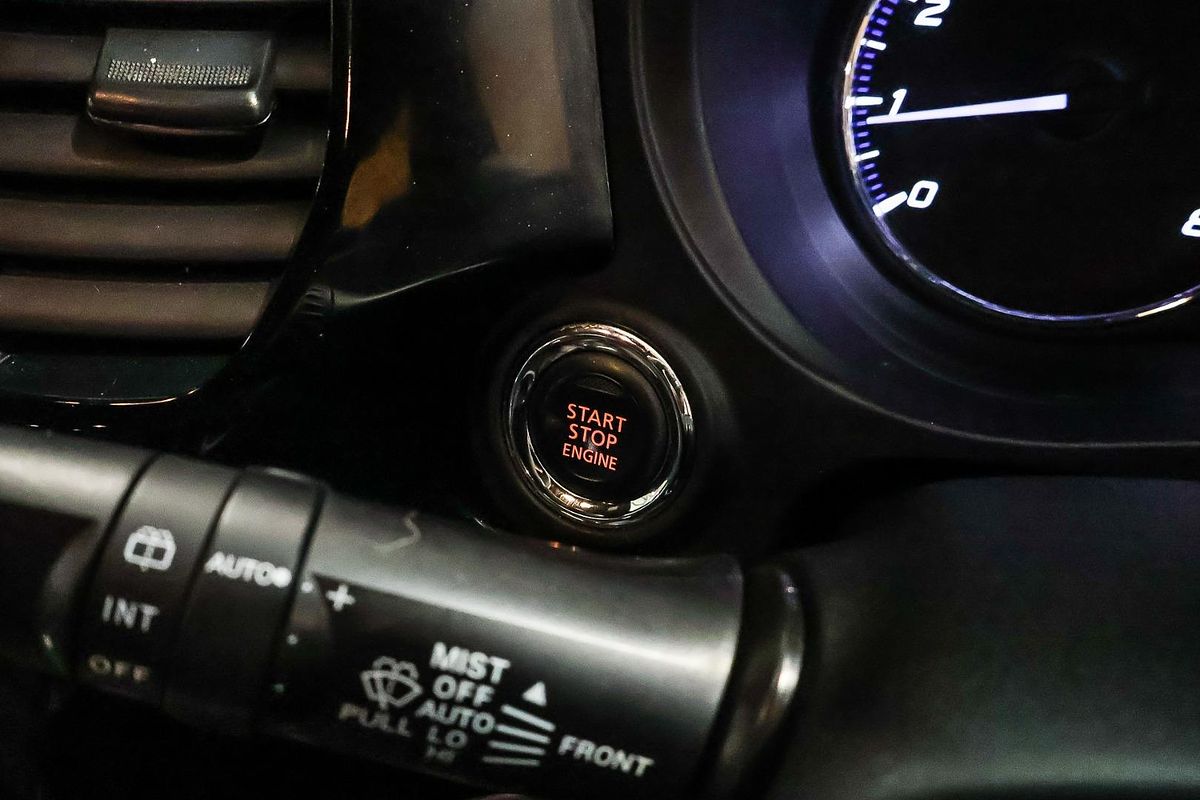 2
1
0
START
STOP
ENGINE
AUTO
- +
INT
OFF
MIST
OFF
AUTO
PULL
LO
HI
FRONT